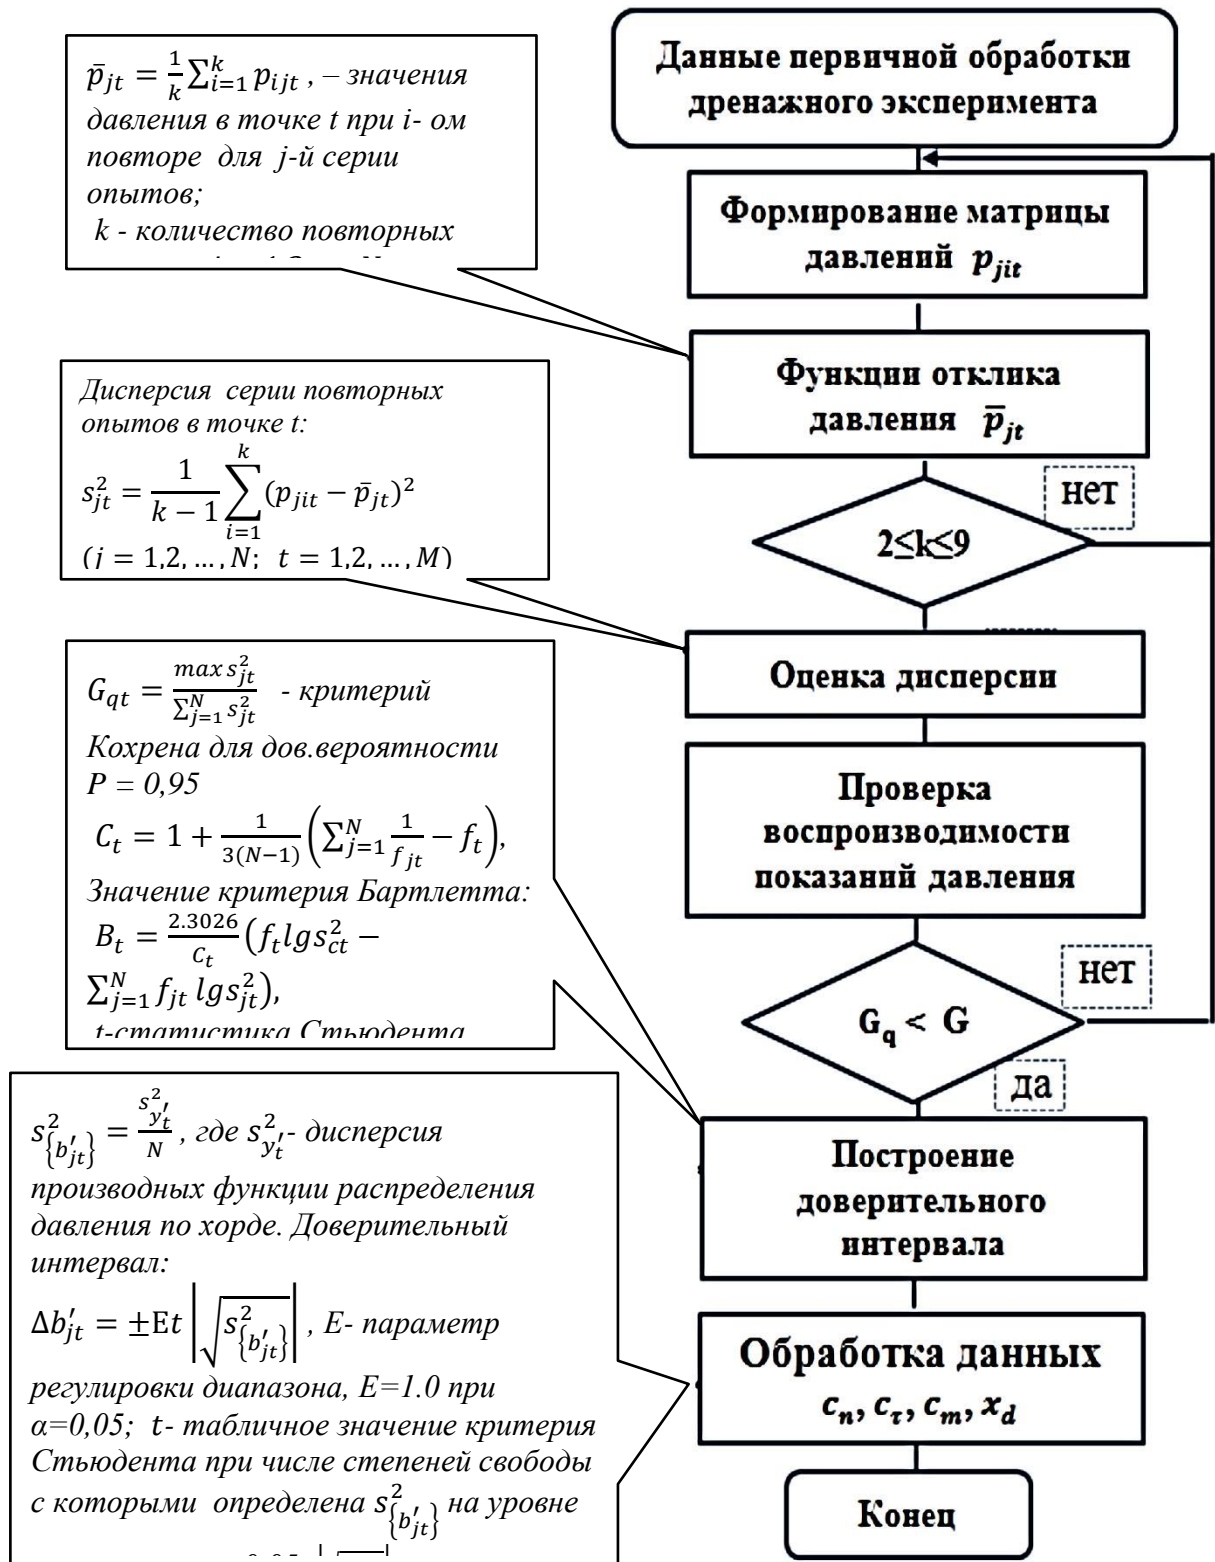 p̄_jt = 1/k ∑_{i=1}^{k} p_ijt , – значения
давления в точке t при i- ом
повторе для j-й серии
опытов;
k - количество повторных
Дисперсия серии повторных
опытов в точке t:
s²_jt = 1/(k − 1) ∑_{i=1}^{k} (p_jit − p̄_jt)²
(j = 1,2, ..., N; t = 1,2, ..., M)
G_qt = max s²_jt / ∑_{j=1}^{N} s²_jt - критерий
Кохрена для дов.вероятности
P = 0,95
C_t = 1 + 1/(3(N−1)) (∑_{j=1}^{N} 1/f_jt − f_t),
Значение критерия Бартлетта:
B_t = 2.3026/C_t (f_t lgs²_ct −
∑_{j=1}^{N} f_jt lgs²_jt),
t-статистика Стьюдента
s²_{b′_jt} = s²_{y′_t}/N , где s²_{y′_t}- дисперсия
производных функции распределения
давления по хорде. Доверительный
интервал:
Δb′_jt = ±Et |√s²_{b′_jt}| , E- параметр
регулировки диапазона, E=1.0 при
α=0,05; t- табличное значение критерия
Стьюдента при числе степеней свободы
с которыми определена s²_{b′_jt} на уровне
Данные первичной обработки
дренажного эксперимента
Формирование матрицы
давлений p_jit
Функции отклика
давления p̄_jt
нет
2≤k≤9
Оценка дисперсии
Проверка
воспроизводимости
показаний давления
нет
G_q < G
да
Построение
доверительного
интервала
Обработка данных
c_n, c_τ, c_m, x_d
Конец